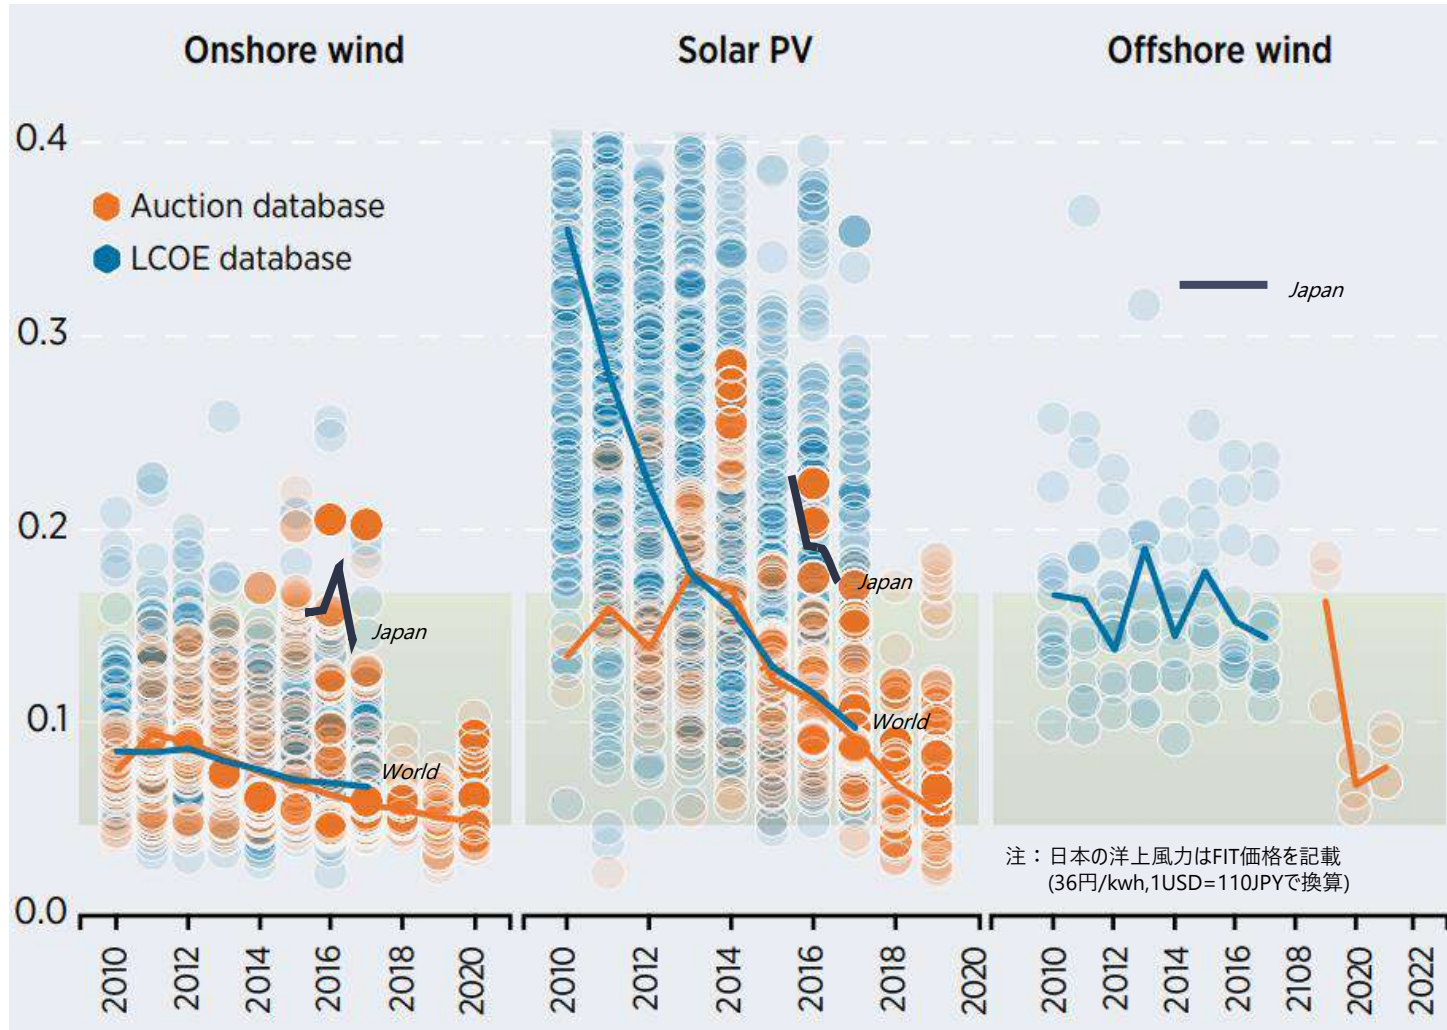 Onshore wind
Solar PV
Offshore wind
0.4
0.3
0.2
0.1
0.0
Auction database
LCOE database
Japan
World
Japan
World
Japan
注：日本の洋上風力はFIT価格を記載
(36円/kwh,1USD=110JPYで換算)
2010
2012
2014
2016
2018
2020
2010
2012
2014
2016
2018
2020
2010
2012
2014
2016
2108
2020
2022